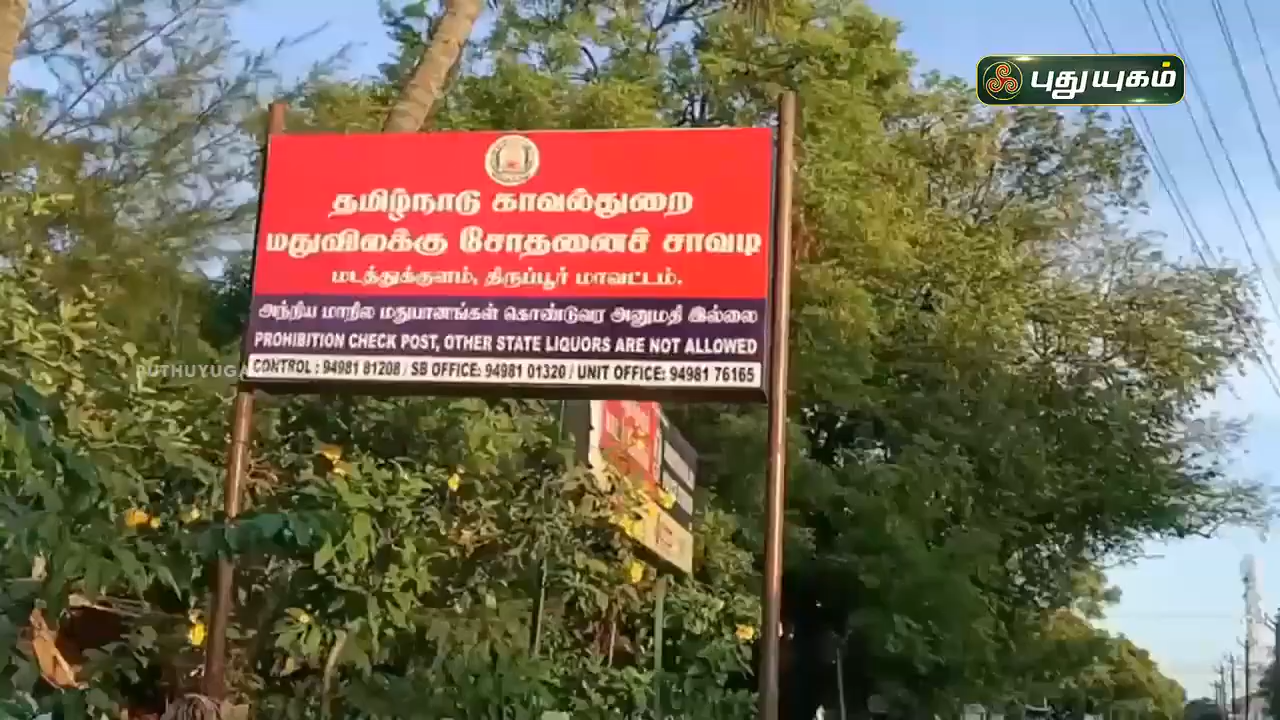 புதுயுகம்
தமிழ்நாடு காவல்துறை
மதுவிலக்கு சோதனைச் சாவடி
மடத்துக்குளம், திருப்பூர் மாவட்டம்.
அந்நிய மாநில மதுபானங்கள் கொண்டுவர அனுமதி இல்லை
PROHIBITION CHECK POST, OTHER STATE LIQUORS ARE NOT ALLOWED
CONTROL : 94981 81208 / SB OFFICE: 94981 01320 / UNIT OFFICE: 94981 76165